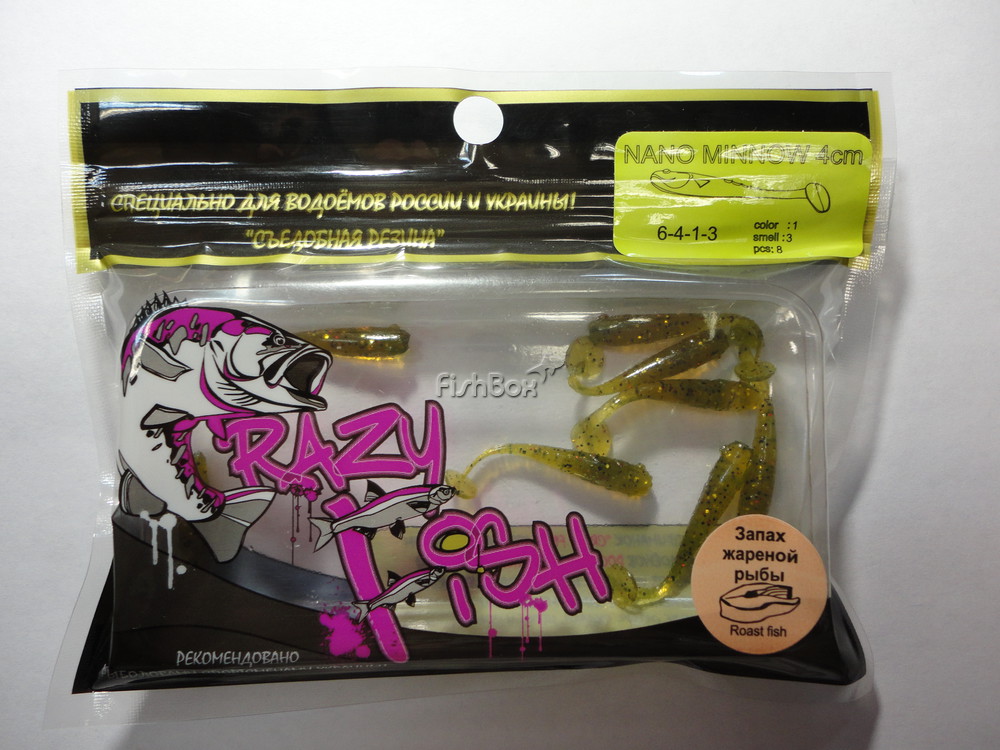 NANO MINNOW 4cm
СПЕЦИАЛЬНО ДЛЯ ВОДОЁМОВ РОССИИ И УКРАИНЫ!
"СЪЕДОБНАЯ РЕЗИНА"
6-4-1-3
color : 1
smell : 3
pcs: 8
FishBox
CRAZY
FISH
Запах
жареной
рыбы
Roast fish
РЕКОМЕНДОВАНО